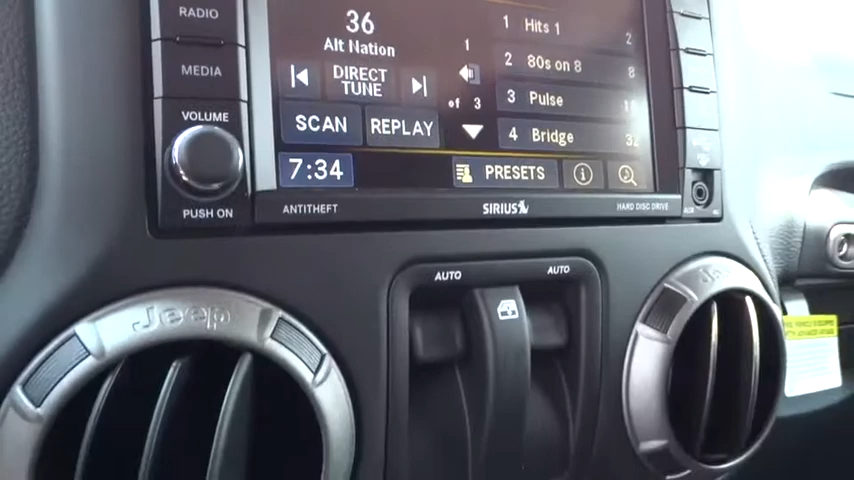 RADIO
MEDIA
VOLUME
PUSH ON
36
Alt Nation
DIRECT
TUNE
1
of 3
SCAN
REPLAY
7:34
1 Hits 1 2
2 80s on 8 8
3 Pulse
4 Bridge 32
PRESETS
i
ANTITHEFT
SIRIUS
HARD DISC DRIVE
AUX
AUTO
AUTO
Jeep
Jeep